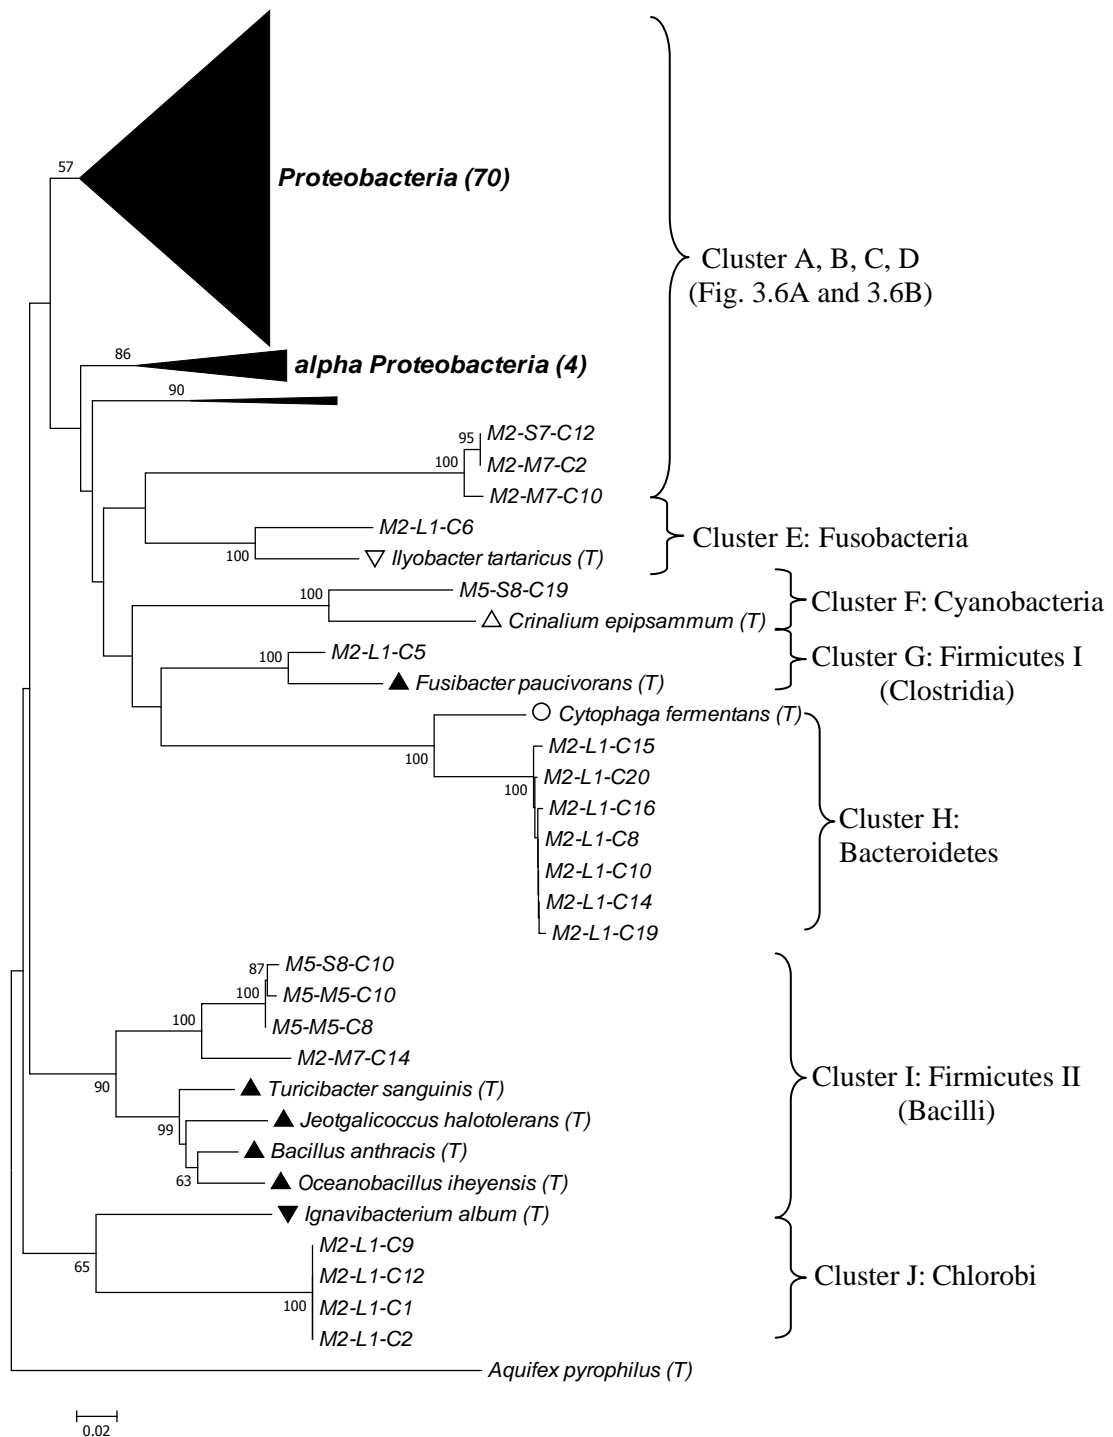 57
Proteobacteria (70)
Cluster A, B, C, D
(Fig. 3.6A and 3.6B)
86
alpha Proteobacteria (4)
90
95
M2-S7-C12
100
M2-M7-C2
M2-M7-C10
M2-L1-C6
Cluster E: Fusobacteria
100
Ilyobacter tartaricus (T)
100
M5-S8-C19
Cluster F: Cyanobacteria
Crinalium epipsammum (T)
100
M2-L1-C5
Cluster G: Firmicutes I
(Clostridia)
Fusibacter paucivorans (T)
Cytophaga fermentans (T)
100
M2-L1-C15
100
M2-L1-C20
M2-L1-C16
Cluster H:
Bacteroidetes
M2-L1-C8
M2-L1-C10
M2-L1-C14
M2-L1-C19
87
M5-S8-C10
100
M5-M5-C10
100
M5-M5-C8
M2-M7-C14
90
Turicibacter sanguinis (T)
Cluster I: Firmicutes II
(Bacilli)
99
Jeotgalicoccus halotolerans (T)
Bacillus anthracis (T)
63
Oceanobacillus iheyensis (T)
Ignavibacterium album (T)
65
M2-L1-C9
M2-L1-C12
Cluster J: Chlorobi
100
M2-L1-C1
M2-L1-C2
Aquifex pyrophilus (T)
0.02